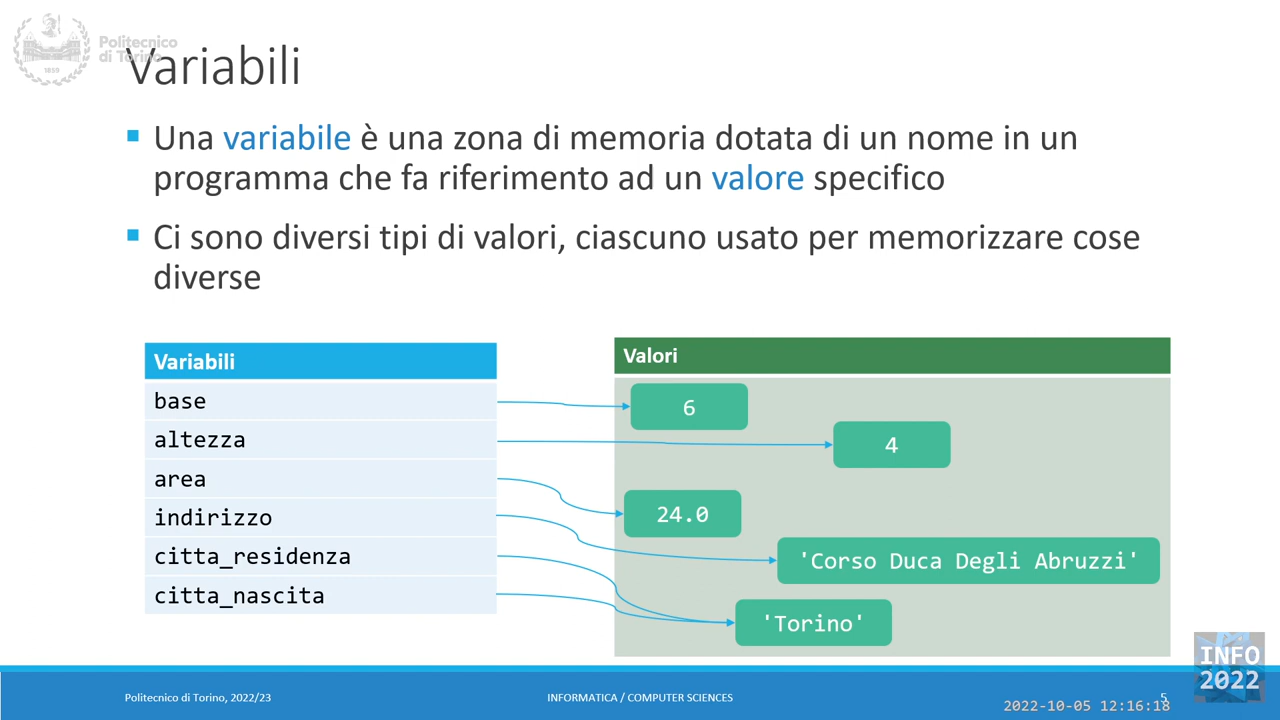 Politecnico
di Torino
1859
Variabili
Una variabile è una zona di memoria dotata di un nome in un
programma che fa riferimento ad un valore specifico
Ci sono diversi tipi di valori, ciascuno usato per memorizzare cose
diverse
Variabili
base
altezza
area
indirizzo
citta_residenza
citta_nascita
Valori
6
4
24.0
'Corso Duca Degli Abruzzi'
'Torino'
Politecnico di Torino, 2022/23
INFORMATICA / COMPUTER SCIENCES
5
INFO
2022
2022-10-05 12:16:18